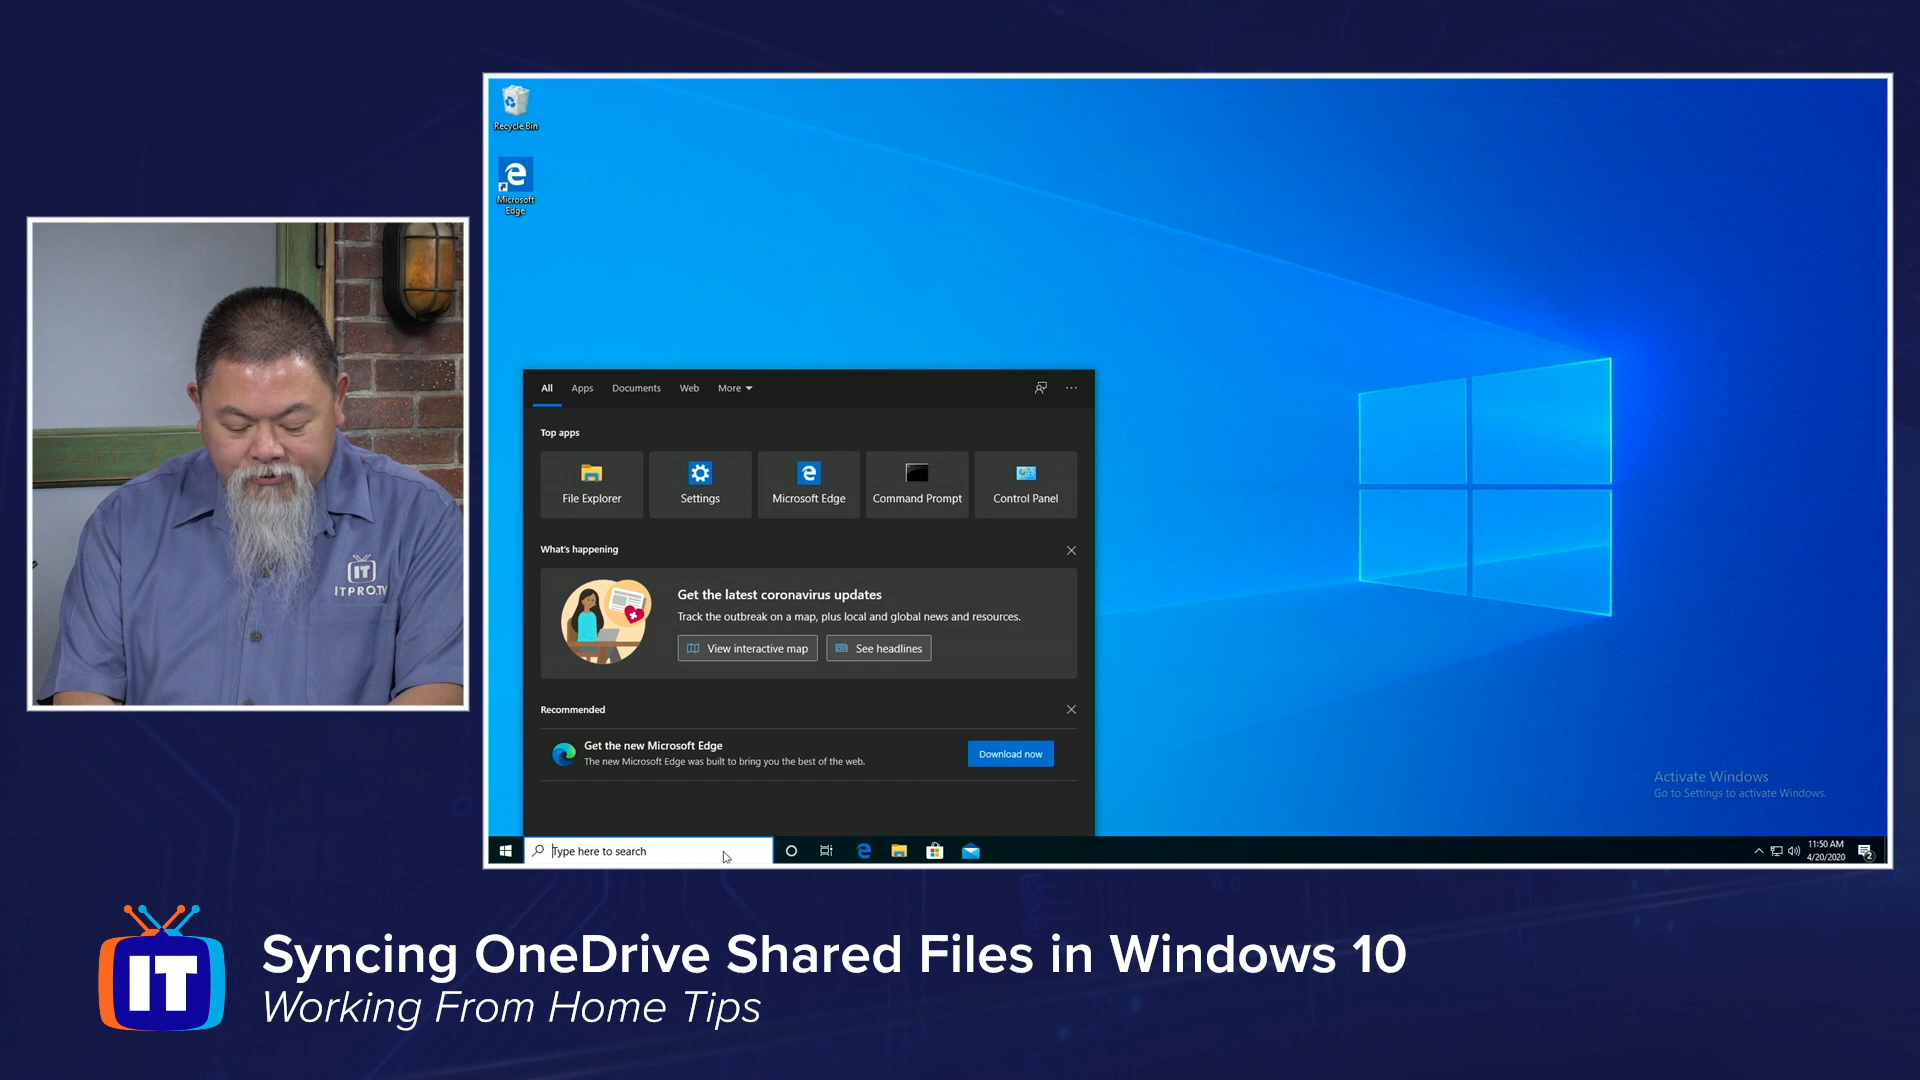 Recycle Bin
Microsoft
Edge
All Apps Documents Web More
Top apps
File Explorer Settings Microsoft Edge Command Prompt Control Panel
What's happening
Get the latest coronavirus updates
Track the outbreak on a map, plus local and global news and resources.
View interactive map See headlines
Recommended
Get the new Microsoft Edge
The new Microsoft Edge was built to bring you the best of the web.
Download now
Activate Windows
Go to Settings to activate Windows.
Type here to search
11:50 AM
4/20/2020
2
IT
ITPRO.TV
IT
Syncing OneDrive Shared Files in Windows 10
Working From Home Tips